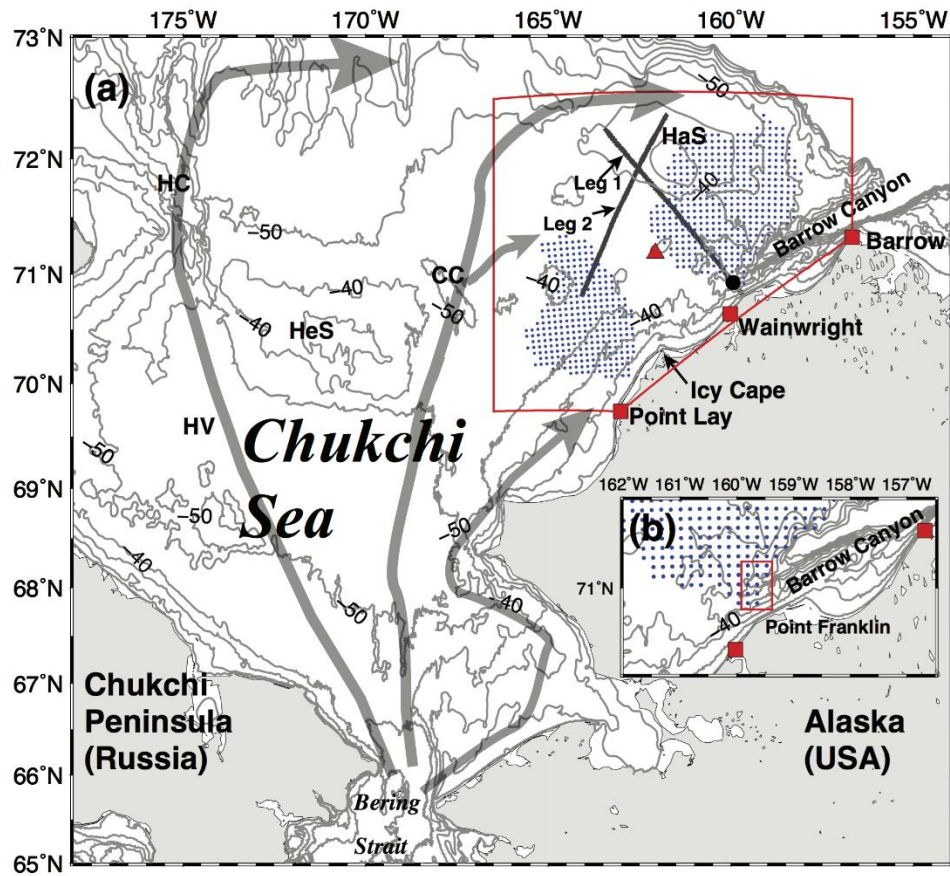 175˚W 170˚W 165˚W 160˚W 155˚W
73˚N
(a)
−50
72˚N
HaS
HC
Leg 1
−40
Leg 2
−50
Barrow Canyon
Barrow
71˚N
CC
−40
−40
−50
−40
HeS
−40
Wainwright
70˚N
Icy Cape
Point Lay
HV
Chukchi
Sea
69˚N
−50
−50
−50
162˚W 161˚W 160˚W 159˚W 158˚W 157˚W
(b)
Barrow Canyon
71˚N
−40
Point Franklin
−40
68˚N
−40
−50
67˚N
Chukchi
Peninsula
(Russia)
Alaska
(USA)
66˚N
Bering
Strait
65˚N